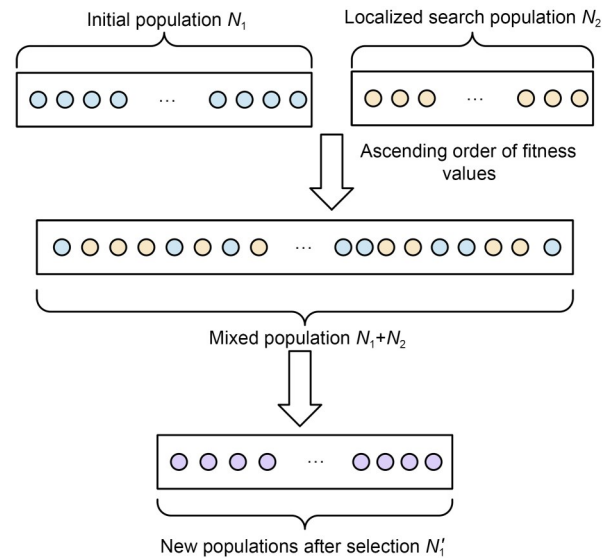 Initial population N₁
Localized search population N₂
...
...
Ascending order of fitness
values
...
Mixed population N₁+N₂
...
New populations after selection N₁′